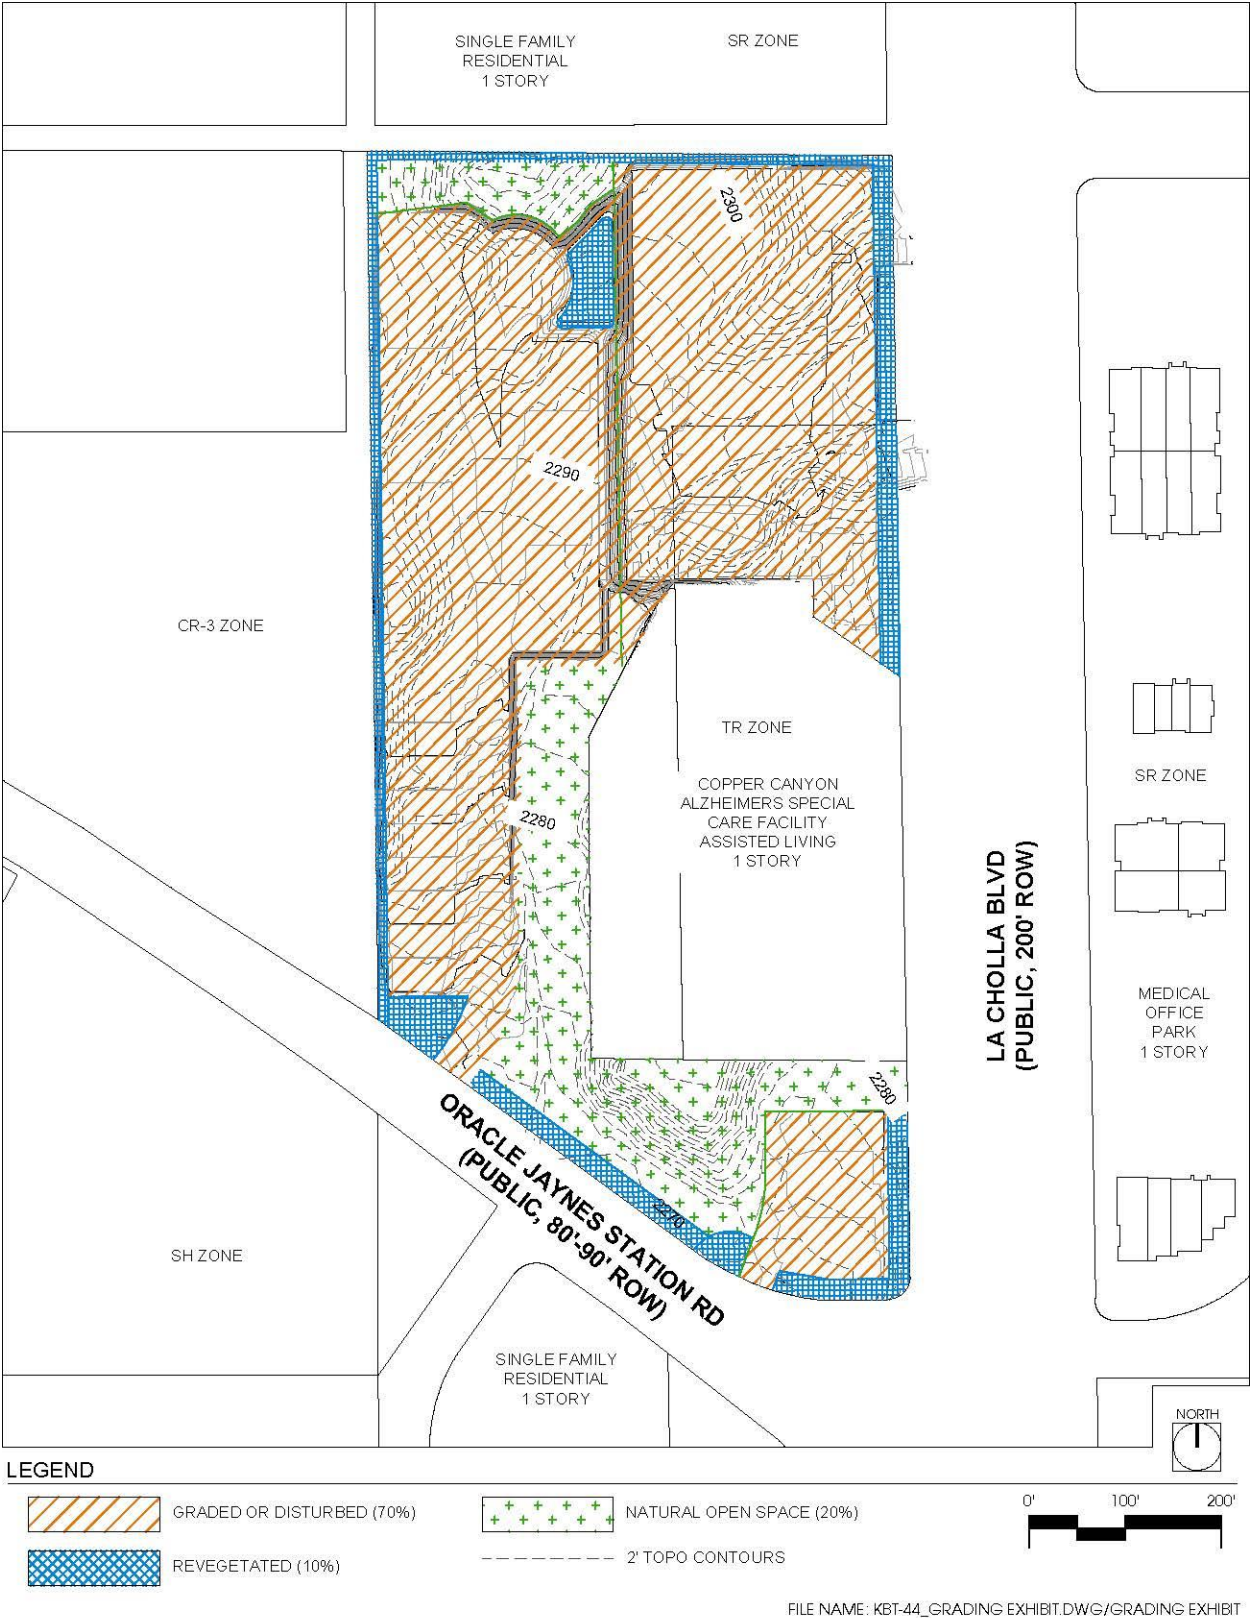 SINGLE FAMILY
RESIDENTIAL
1 STORY
SR ZONE
2300
2290
CR-3 ZONE
TR ZONE
COPPER CANYON
ALZHEIMERS SPECIAL
CARE FACILITY
ASSISTED LIVING
1 STORY
SR ZONE
2280
LA CHOLLA BLVD
(PUBLIC, 200' ROW)
MEDICAL
OFFICE
PARK
1 STORY
2280
ORACLE JAYNES STATION RD
(PUBLIC, 80'-90' ROW)
2270
SH ZONE
SINGLE FAMILY
RESIDENTIAL
1 STORY
NORTH
LEGEND
GRADED OR DISTURBED (70%)
NATURAL OPEN SPACE (20%)
0' 100' 200'
REVEGETATED (10%)
2' TOPO CONTOURS
FILE NAME: KBT-44_GRADING EXHIBIT.DWG/GRADING EXHIBIT